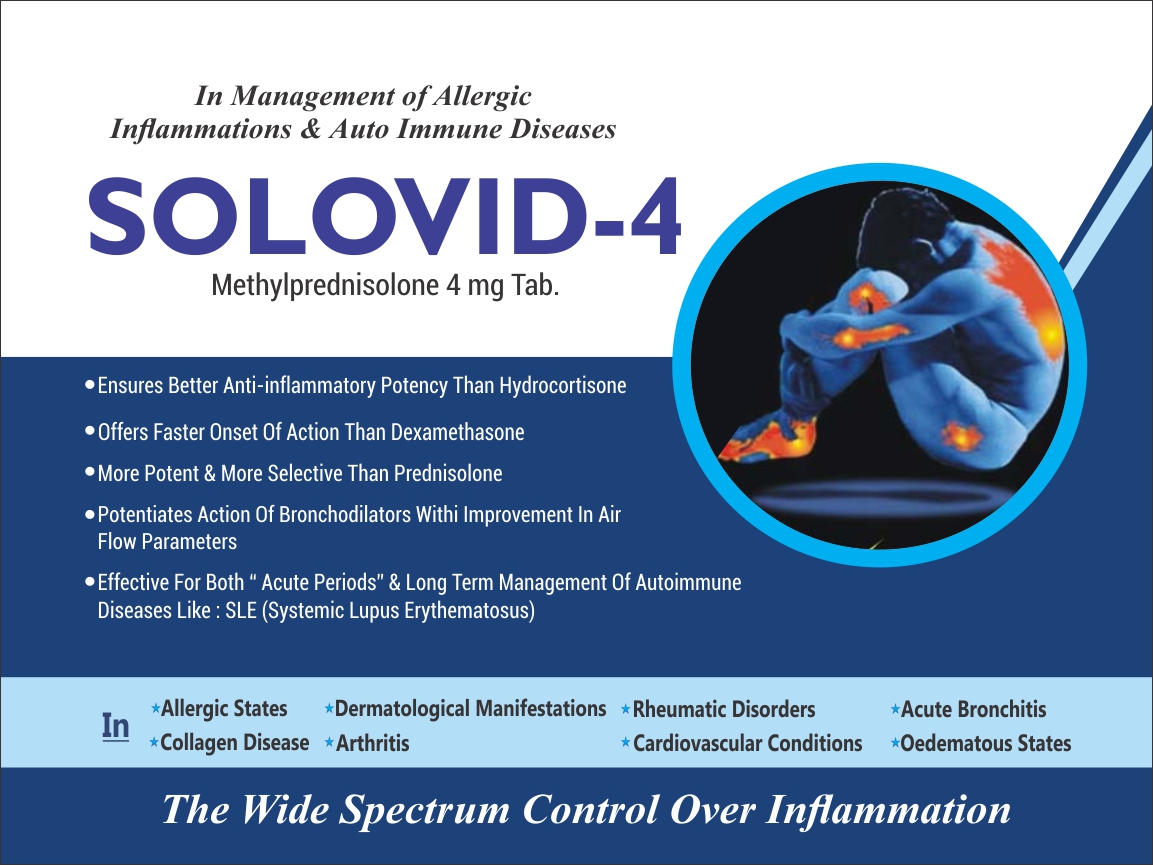 In Management of Allergic
Inflammations & Auto Immune Diseases
SOLOVID-4
Methylprednisolone 4 mg Tab.
•Ensures Better Anti-inflammatory Potency Than Hydrocortisone
•Offers Faster Onset Of Action Than Dexamethasone
•More Potent & More Selective Than Prednisolone
•Potentiates Action Of Bronchodilators Withi Improvement In Air
Flow Parameters
•Effective For Both “ Acute Periods” & Long Term Management Of Autoimmune
Diseases Like : SLE (Systemic Lupus Erythematosus)
In
★Allergic States ★Dermatological Manifestations ★Rheumatic Disorders ★Acute Bronchitis
★Collagen Disease ★Arthritis ★Cardiovascular Conditions ★Oedematous States
The Wide Spectrum Control Over Inflammation